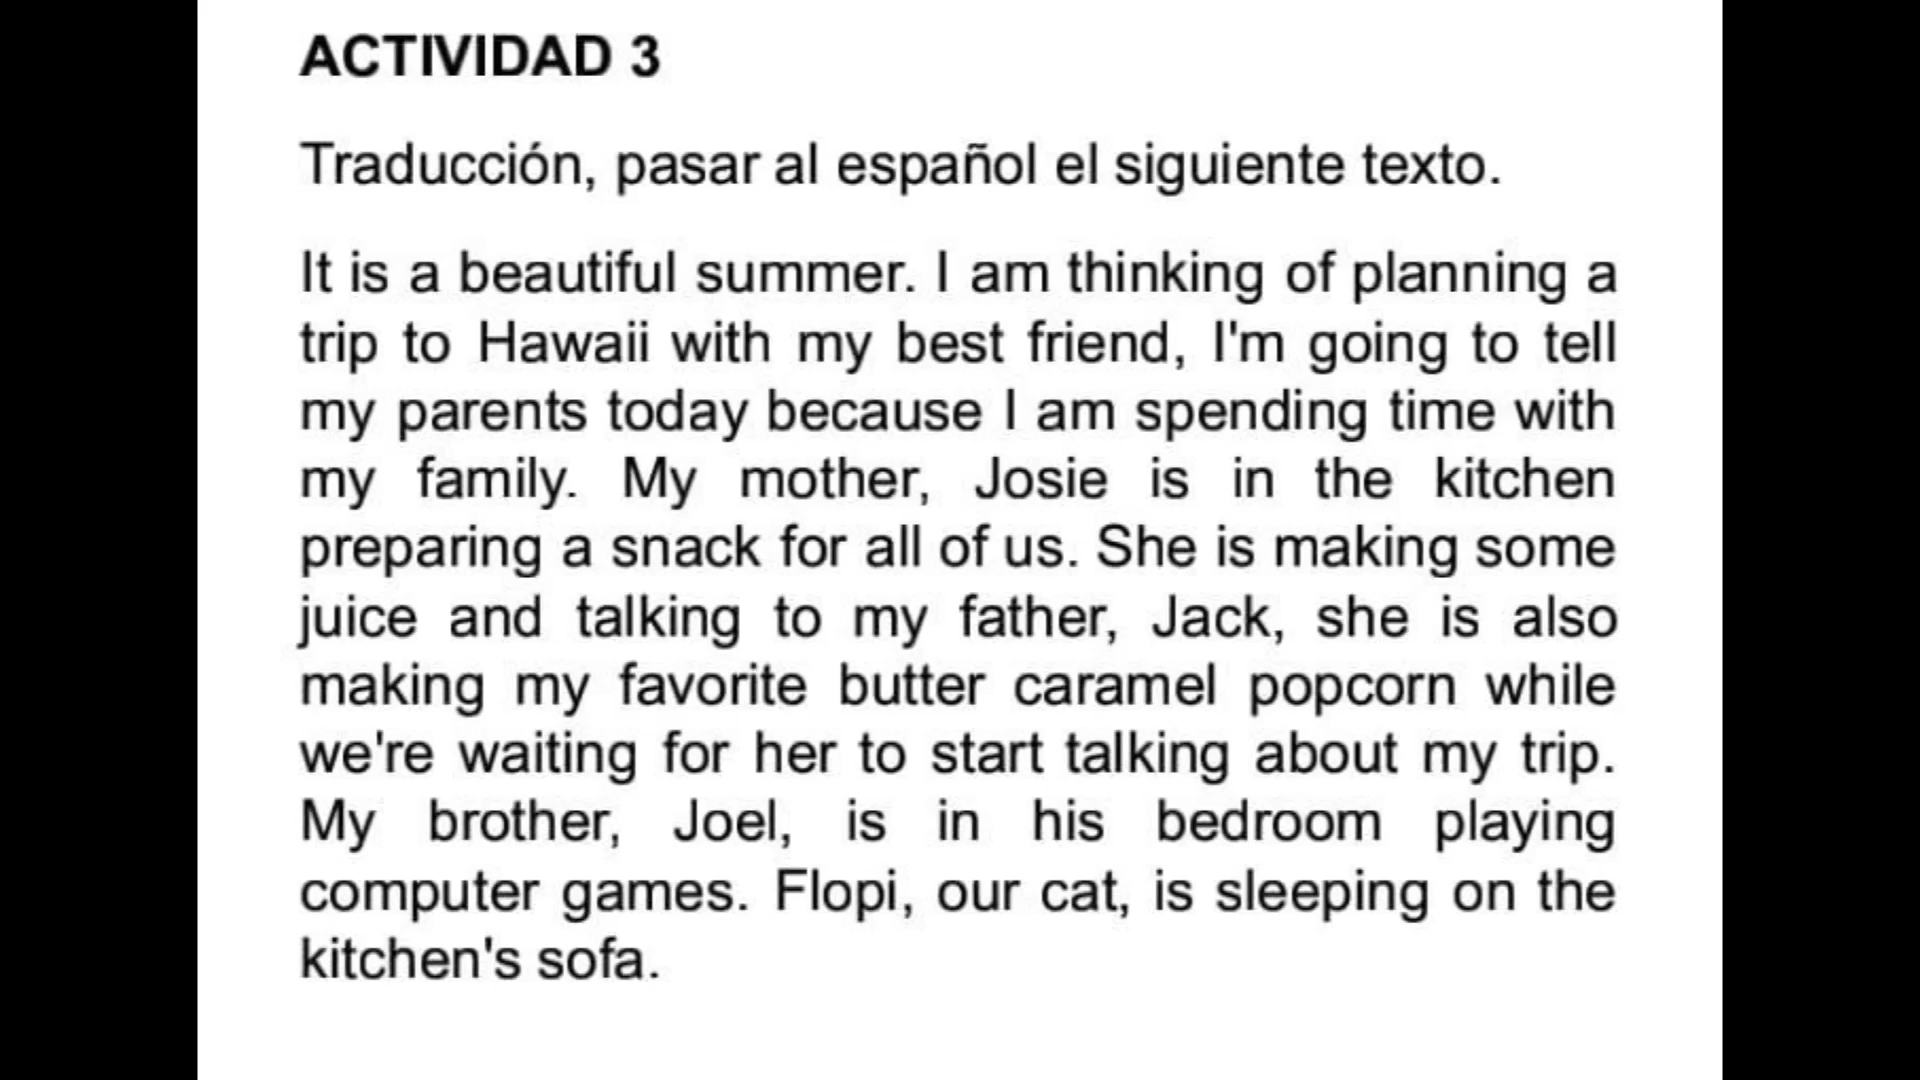 ACTIVIDAD 3
Traducción, pasar al español el siguiente texto.
It is a beautiful summer. I am thinking of planning a
trip to Hawaii with my best friend, I'm going to tell
my parents today because I am spending time with
my family. My mother, Josie is in the kitchen
preparing a snack for all of us. She is making some
juice and talking to my father, Jack, she is also
making my favorite butter caramel popcorn while
we're waiting for her to start talking about my trip.
My brother, Joel, is in his bedroom playing
computer games. Flopi, our cat, is sleeping on the
kitchen's sofa.